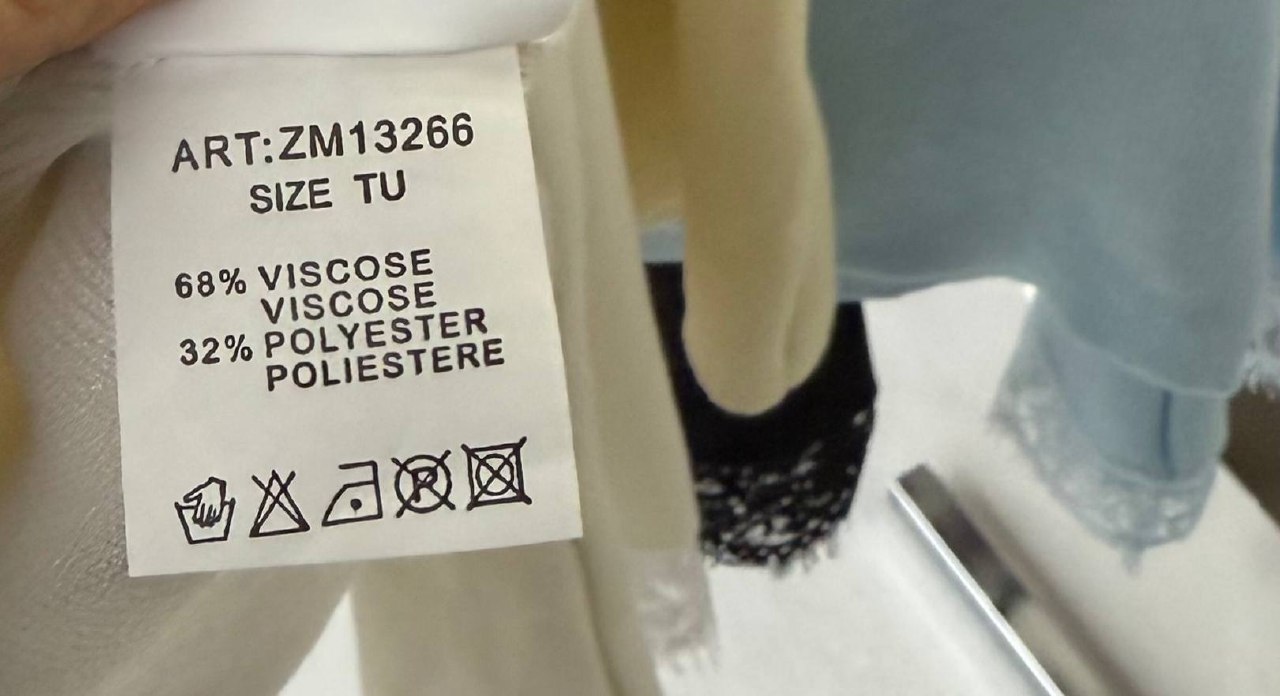 ART:ZM13266
SIZE TU
68% VISCOSE
VISCOSE
32% POLYESTER
POLIESTERE
P